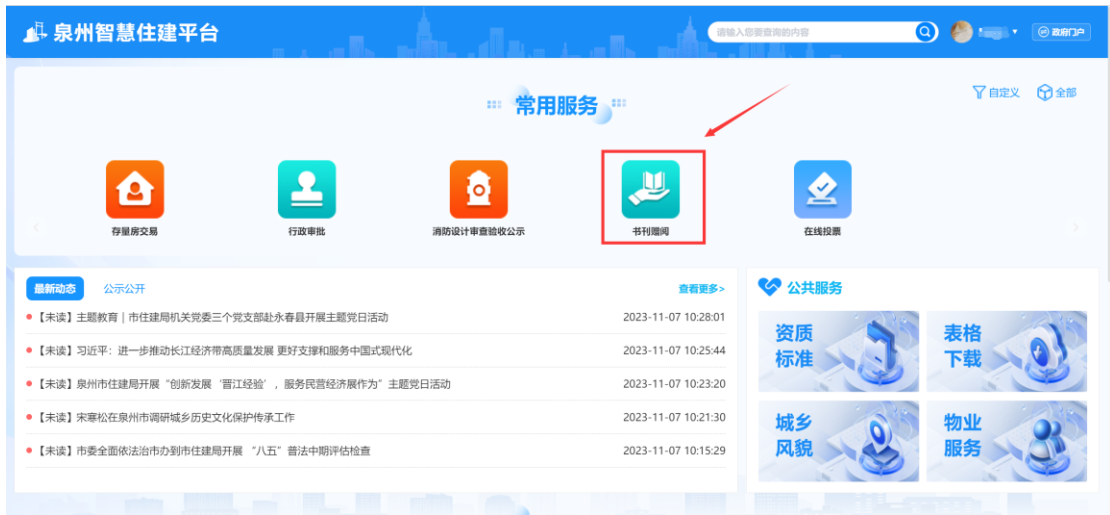 泉州智慧住建平台
请输入您要查询的内容
政府门户
常用服务
自定义
全部
存量房交易
行政审批
消防设计审查验收公示
书刊赠阅
在线投票
最新动态
公示公开
查看更多>
【未读】主题教育｜市住建局机关党委三个党支部赴永春县开展主题党日活动
2023-11-07 10:28:01
【未读】习近平：进一步推动长江经济带高质量发展 更好支撑和服务中国式现代化
2023-11-07 10:25:44
【未读】泉州市住建局开展“创新发展‘晋江经验’，服务民营经济展作为”主题党日活动
2023-11-07 10:23:20
【未读】宋寒松在泉州市调研城乡历史文化保护传承工作
2023-11-07 10:21:30
【未读】市委全面依法治市办到市住建局开展 “八五”普法中期评估检查
2023-11-07 10:15:29
公共服务
资质
标准
表格
下载
城乡
风貌
物业
服务